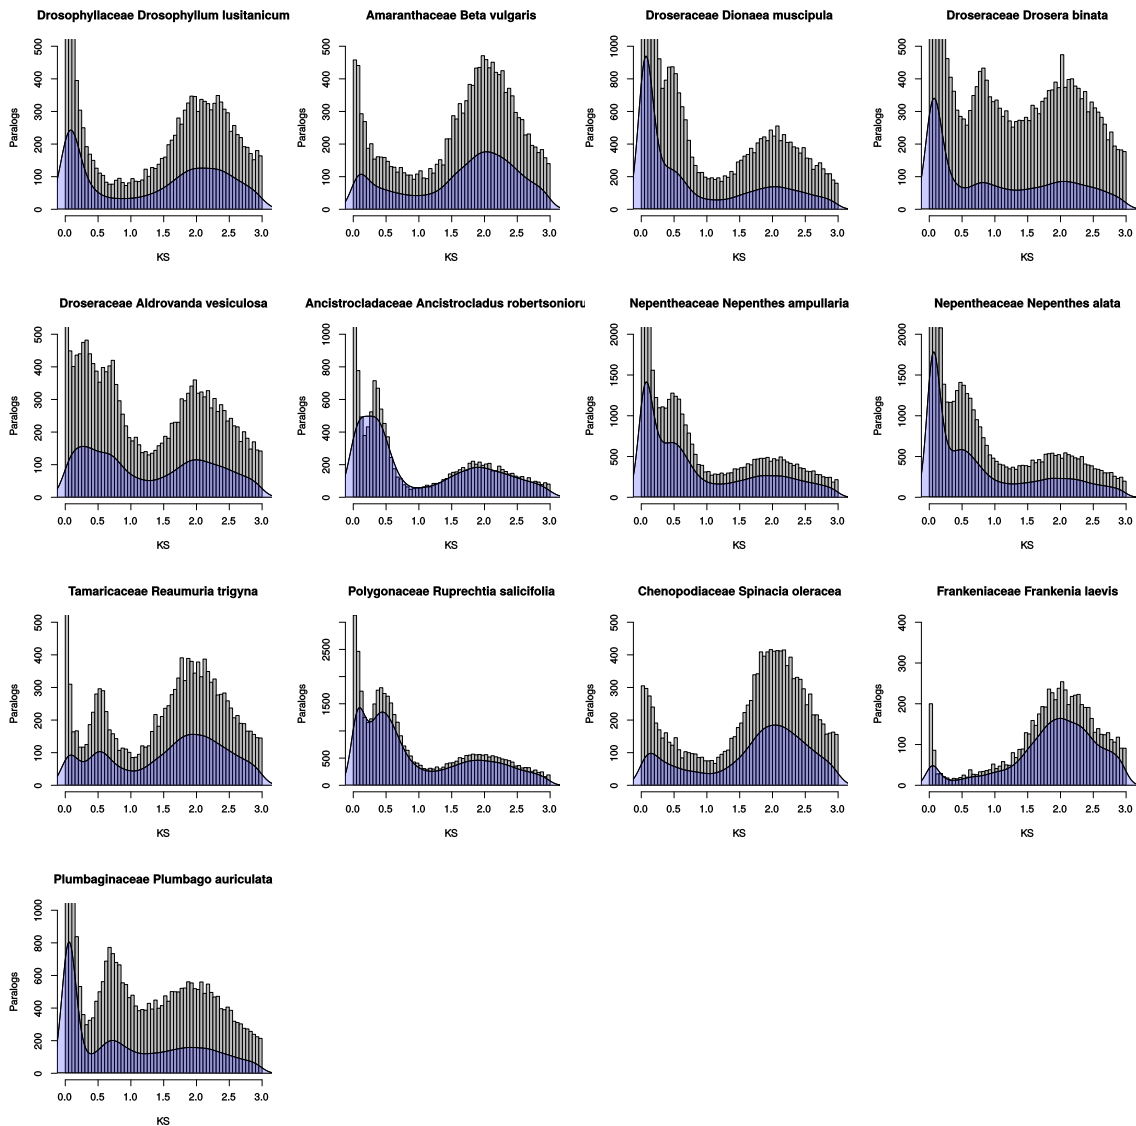 Drosophyllaceae Drosophyllum lusitanicum
Paralogs
0 100 200 300 400 500
0.0 0.5 1.0 1.5 2.0 2.5 3.0
KS
Amaranthaceae Beta vulgaris
Paralogs
0 100 200 300 400 500
0.0 0.5 1.0 1.5 2.0 2.5 3.0
KS
Droseraceae Dionaea muscipula
Paralogs
0 200 400 600 800 1000
0.0 0.5 1.0 1.5 2.0 2.5 3.0
KS
Droseraceae Drosera binata
Paralogs
0 100 200 300 400 500
0.0 0.5 1.0 1.5 2.0 2.5 3.0
KS
Droseraceae Aldrovanda vesiculosa
Paralogs
0 100 200 300 400 500
0.0 0.5 1.0 1.5 2.0 2.5 3.0
KS
Ancistrocladaceae Ancistrocladus robertsonioru
Paralogs
0 200 400 600 800 1000
0.0 0.5 1.0 1.5 2.0 2.5 3.0
KS
Nepentheaceae Nepenthes ampullaria
Paralogs
0 500 1000 1500 2000
0.0 0.5 1.0 1.5 2.0 2.5 3.0
KS
Nepentheaceae Nepenthes alata
Paralogs
0 500 1000 1500 2000
0.0 0.5 1.0 1.5 2.0 2.5 3.0
KS
Tamaricaceae Reaumuria trigyna
Paralogs
0 100 200 300 400 500
0.0 0.5 1.0 1.5 2.0 2.5 3.0
KS
Polygonaceae Ruprechtia salicifolia
Paralogs
0 500 1500 2500
0.0 0.5 1.0 1.5 2.0 2.5 3.0
KS
Chenopodiaceae Spinacia oleracea
Paralogs
0 100 200 300 400 500
0.0 0.5 1.0 1.5 2.0 2.5 3.0
KS
Frankeniaceae Frankenia laevis
Paralogs
0 100 200 300 400
0.0 0.5 1.0 1.5 2.0 2.5 3.0
KS
Plumbaginaceae Plumbago auriculata
Paralogs
0 200 400 600 800 1000
0.0 0.5 1.0 1.5 2.0 2.5 3.0
KS